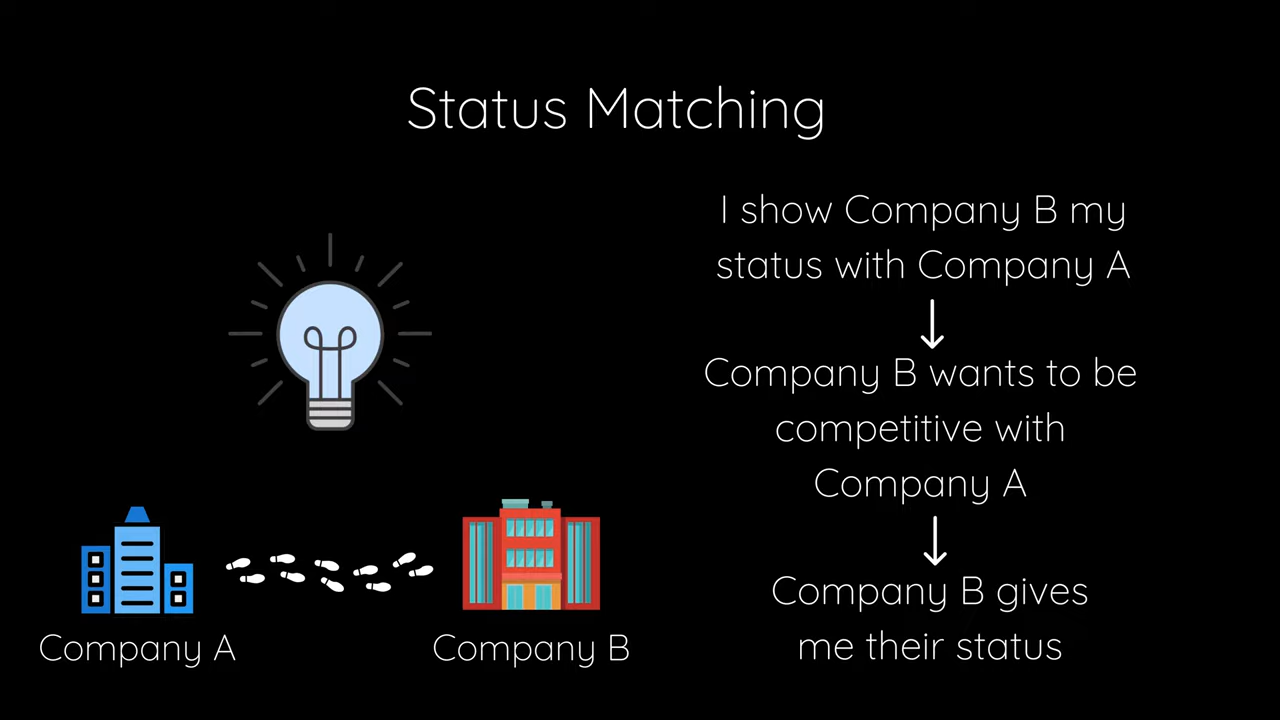 Status Matching
I show Company B my
status with Company A
Company B wants to be
competitive with
Company A
Company B gives
me their status
Company A
Company B